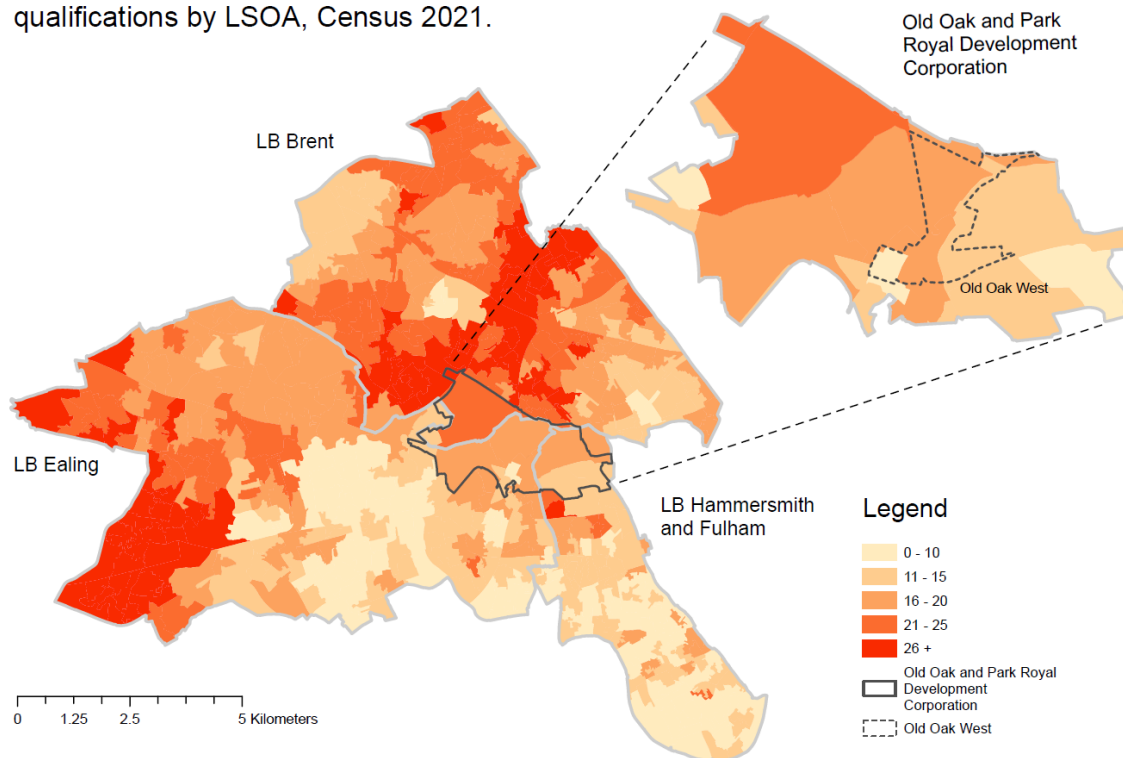 qualifications by LSOA, Census 2021.
Old Oak and Park
Royal Development
Corporation
LB Brent
Old Oak West
LB Ealing
LB Hammersmith
and Fulham
Legend
0 - 10
11 - 15
16 - 20
21 - 25
26 +
Old Oak and Park Royal
Development
Corporation
Old Oak West
0 1.25 2.5 5 Kilometers